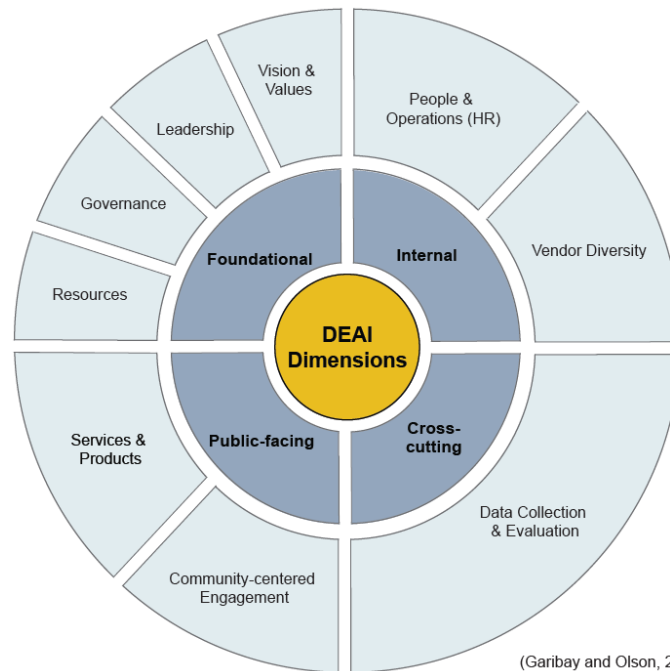 Vision &
Values
People &
Operations (HR)
Leadership
Governance
Vendor Diversity
Foundational
Internal
Resources
DEAI
Dimensions
Services &
Products
Public-facing
Cross-
cutting
Data Collection
& Evaluation
Community-centered
Engagement
(Garibay and Olson, 2